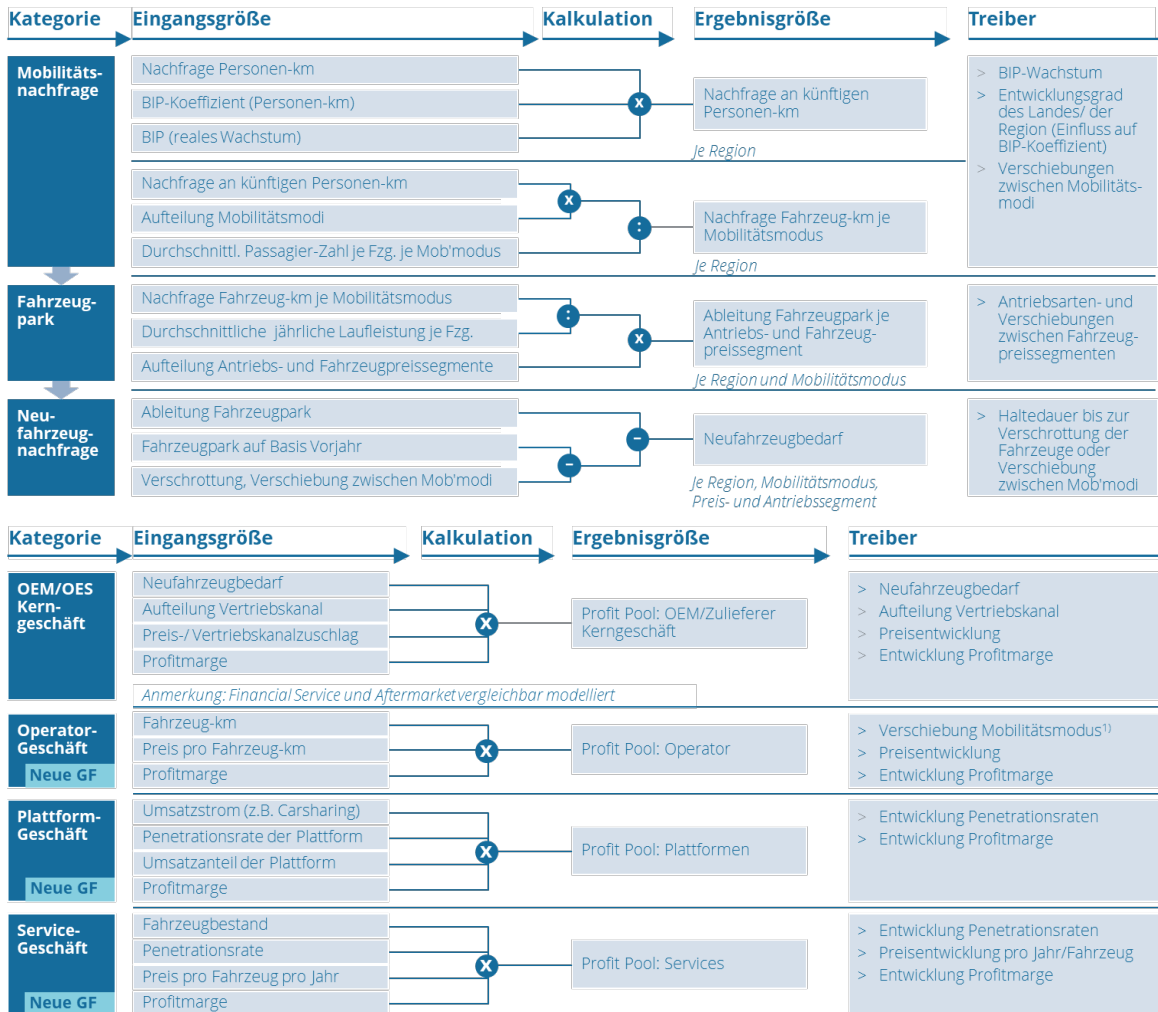 Kategorie
Eingangsgröße
Kalkulation
Ergebnisgröße
Treiber
Mobilitäts-
nachfrage
Nachfrage Personen-km
BIP-Koeffizient (Personen-km)
BIP (reales Wachstum)
x
Nachfrage an künftigen
Personen-km
Je Region
Nachfrage an künftigen Personen-km
Aufteilung Mobilitätsmodi
Durchschnittl. Passagier-Zahl je Fzg. je Mob'modus
x
:
Nachfrage Fahrzeug-km je
Mobilitätsmodus
Je Region
> BIP-Wachstum
> Entwicklungsgrad
des Landes/ der
Region (Einfluss auf
BIP-Koeffizient)
> Verschiebungen
zwischen Mobilitäts-
modi
Fahrzeug-
park
Nachfrage Fahrzeug-km je Mobilitätsmodus
Durchschnittliche jährliche Laufleistung je Fzg.
Aufteilung Antriebs- und Fahrzeugpreissegmente
:
x
Ableitung Fahrzeugpark je
Antriebs- und Fahrzeug-
preissegment
Je Region und Mobilitätsmodus
> Antriebsarten- und
Verschiebungen
zwischen Fahrzeug-
preissegmenten
Neu-
fahrzeug-
nachfrage
Ableitung Fahrzeugpark
Fahrzeugpark auf Basis Vorjahr
Verschrottung, Verschiebung zwischen Mob'modi
–
–
Neufahrzeugbedarf
Je Region, Mobilitätsmodus,
Preis- und Antriebssegment
> Haltedauer bis zur
Verschrottung der
Fahrzeuge oder
Verschiebung
zwischen Mob'modi
Kategorie
Eingangsgröße
Kalkulation
Ergebnisgröße
Treiber
OEM/OES
Kern-
geschäft
Neufahrzeugbedarf
Aufteilung Vertriebskanal
Preis-/ Vertriebskanalzuschlag
Profitmarge
x
Profit Pool: OEM/Zulieferer
Kerngeschäft
> Neufahrzeugbedarf
> Aufteilung Vertriebskanal
> Preisentwicklung
> Entwicklung Profitmarge
Anmerkung: Financial Service und Aftermarket vergleichbar modelliert
Operator-
Geschäft
Neue GF
Fahrzeug-km
Preis pro Fahrzeug-km
Profitmarge
x
Profit Pool: Operator
> Verschiebung Mobilitätsmodus¹⁾
> Preisentwicklung
> Entwicklung Profitmarge
Plattform-
Geschäft
Neue GF
Umsatzstrom (z.B. Carsharing)
Penetrationsrate der Plattform
Umsatzanteil der Plattform
Profitmarge
x
Profit Pool: Plattformen
> Entwicklung Penetrationsraten
> Entwicklung Profitmarge
Service-
Geschäft
Neue GF
Fahrzeugbestand
Penetrationsrate
Preis pro Fahrzeug pro Jahr
Profitmarge
x
Profit Pool: Services
> Entwicklung Penetrationsraten
> Preisentwicklung pro Jahr/Fahrzeug
> Entwicklung Profitmarge